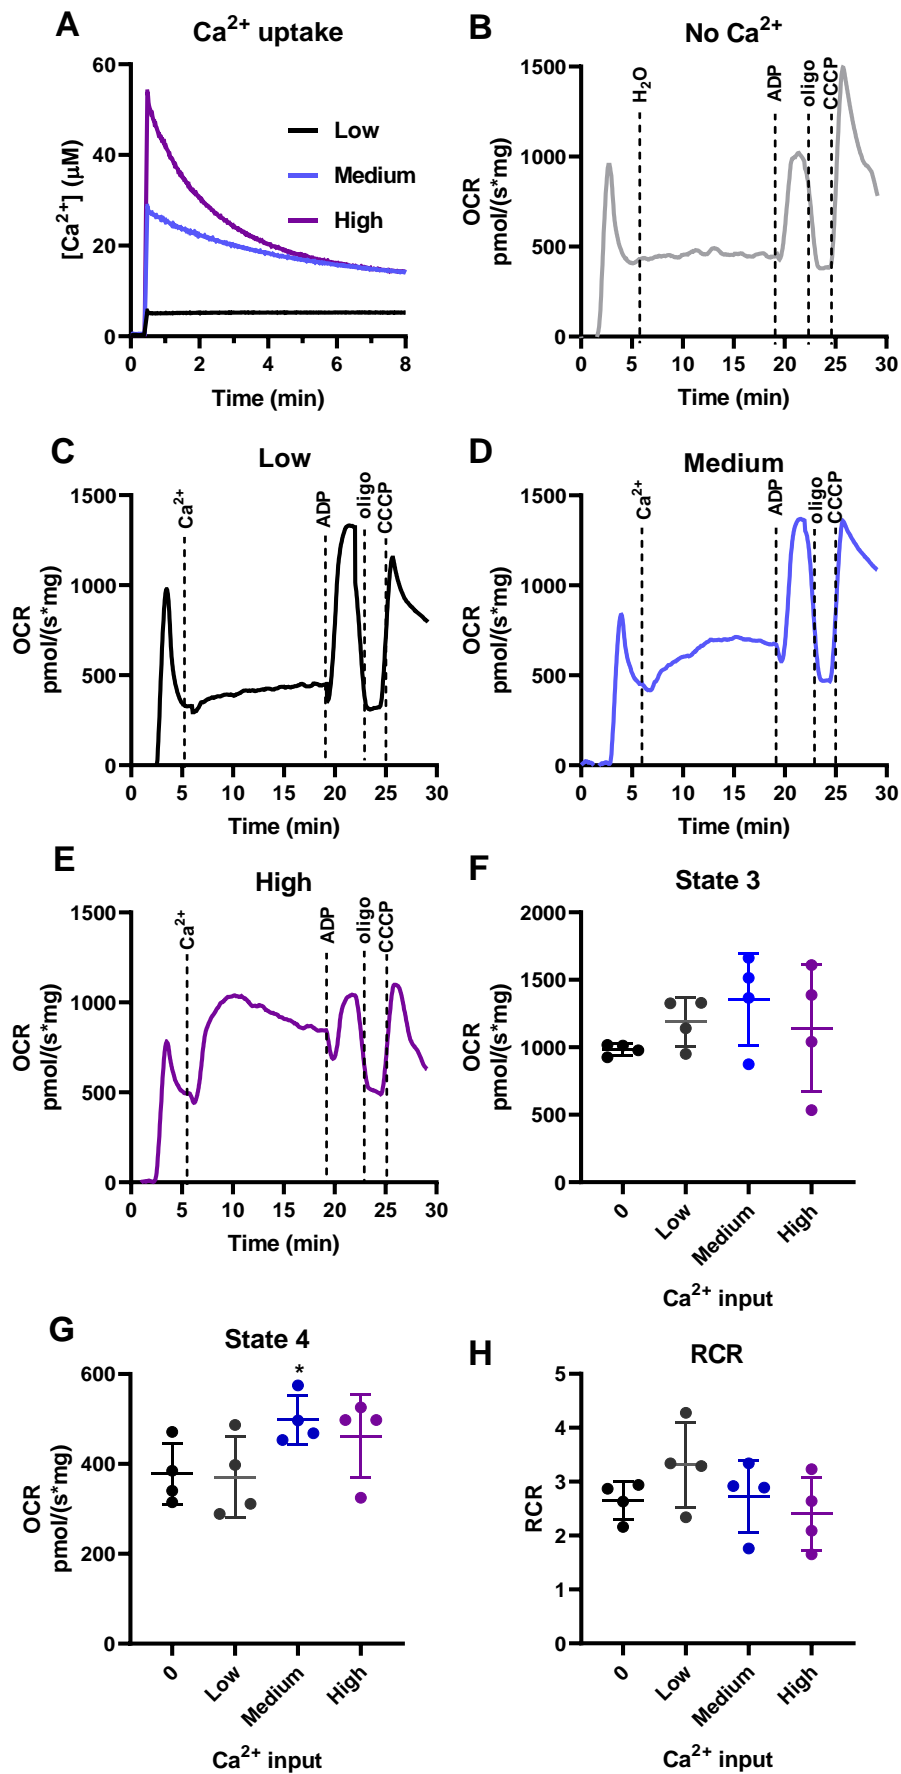 A
Ca2+ uptake
60
40
20
0
[Ca2+] (μM)
Low
Medium
High
0 2 4 6 8
Time (min)
B
No Ca2+
1500
1000
500
0
OCR
pmol/(s*mg)
H2O
ADP
oligo
CCCP
0 5 10 15 20 25 30
Time (min)
C
Low
1500
1000
500
0
OCR
pmol/(s*mg)
Ca2+
ADP
oligo
CCCP
0 5 10 15 20 25 30
Time (min)
D
Medium
1500
1000
500
0
OCR
pmol/(s*mg)
Ca2+
ADP
oligo
CCCP
0 5 10 15 20 25 30
Time (min)
E
High
1500
1000
500
0
OCR
pmol/(s*mg)
Ca2+
ADP
oligo
CCCP
0 5 10 15 20 25 30
Time (min)
F
State 3
2000
1500
1000
500
0
OCR
pmol/(s*mg)
0 Low Medium High
Ca2+ input
G
State 4
600
400
200
0
OCR
pmol/(s*mg)
*
0 Low Medium High
Ca2+ input
H
RCR
5
4
3
2
1
0
RCR
0 Low Medium High
Ca2+ input